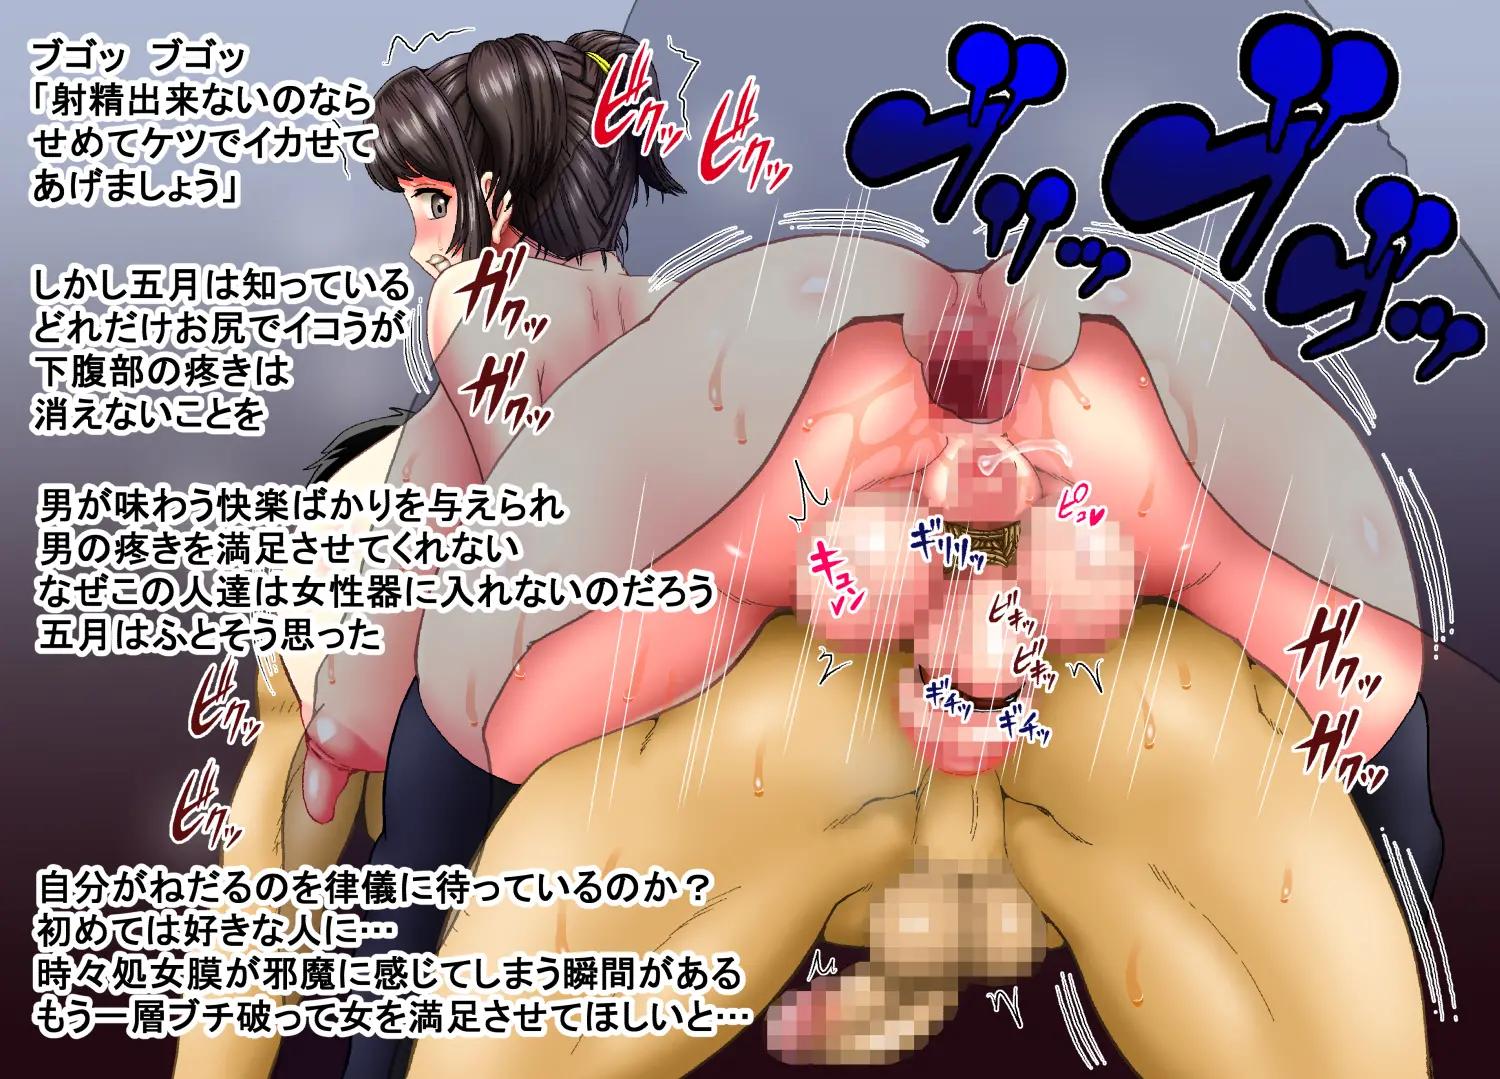 ブゴッ ブゴッ
「射精出来ないのなら
せめてケツでイカせて
あげましょう」
しかし五月は知っている
どれだけお尻でイコうが
下腹部の疼きは
消えないことを
男が味わう快楽ばかりを与えられ
男の疼きを満足させてくれない
なぜこの人達は女性器に入れないのだろう
五月はふとそう思った
自分がねだるのを律儀に待っているのか？
初めては好きな人に…
時々処女膜が邪魔に感じてしまう瞬間がある
もう一層ブチ破って女を満足させてほしいと…
ビクッ
ビクッ
ブブッ
ブブブッ
ガクッ
ガクッ
ピュ♥
ギリリッ
キュン
ビキッ
ビキッ
ギチッ
ギチッ
ガクッ
ガクッ
ビクッ
ビクッ